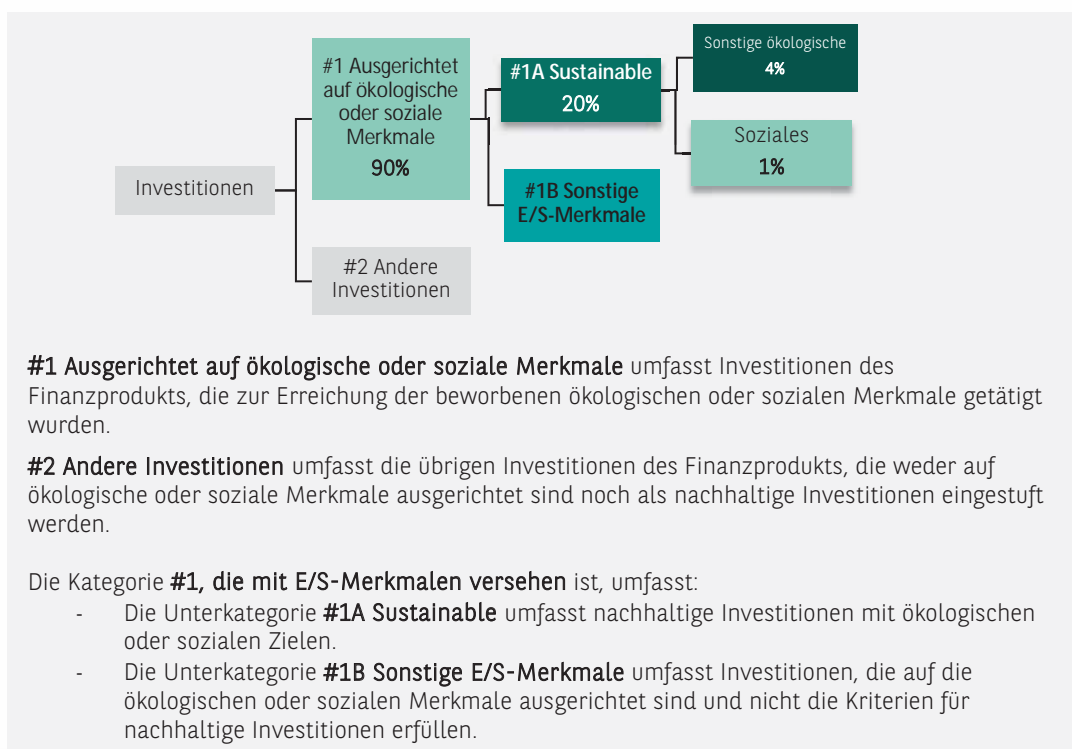 Investitionen
#1 Ausgerichtet
auf ökologische
oder soziale
Merkmale
90%
#2 Andere
Investitionen
#1A Sustainable
20%
#1B Sonstige
E/S-Merkmale
Sonstige ökologische
4%
Soziales
1%
#1 Ausgerichtet auf ökologische oder soziale Merkmale umfasst Investitionen des
Finanzprodukts, die zur Erreichung der beworbenen ökologischen oder sozialen Merkmale getätigt
wurden.
#2 Andere Investitionen umfasst die übrigen Investitionen des Finanzprodukts, die weder auf
ökologische oder soziale Merkmale ausgerichtet sind noch als nachhaltige Investitionen eingestuft
werden.
Die Kategorie #1, die mit E/S-Merkmalen versehen ist, umfasst:
- Die Unterkategorie #1A Sustainable umfasst nachhaltige Investitionen mit ökologischen
oder sozialen Zielen.
- Die Unterkategorie #1B Sonstige E/S-Merkmale umfasst Investitionen, die auf die
ökologischen oder sozialen Merkmale ausgerichtet sind und nicht die Kriterien für
nachhaltige Investitionen erfüllen.